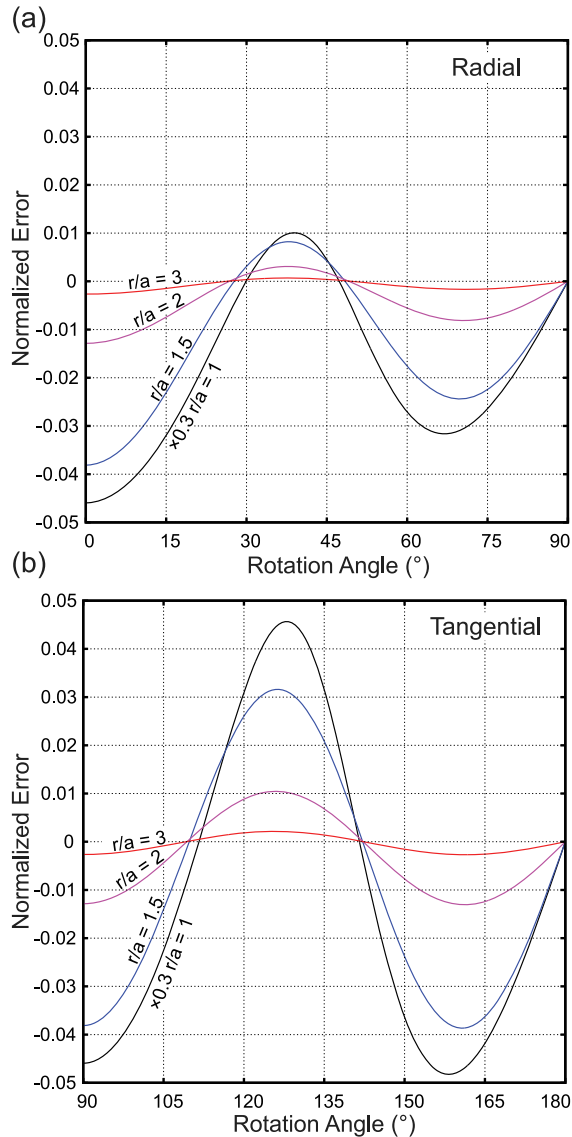 (a)
Radial
0.05
0.04
0.03
0.02
0.01
0
-0.01
-0.02
-0.03
-0.04
-0.05
Normalized Error
r/a = 3
r/a = 2
r/a = 1.5
×0.3 r/a = 1
0 15 30 45 60 75 90
Rotation Angle (°)
(b)
Tangential
0.05
0.04
0.03
0.02
0.01
0
-0.01
-0.02
-0.03
-0.04
-0.05
Normalized Error
r/a = 3
r/a = 2
r/a = 1.5
×0.3 r/a = 1
90 105 120 135 150 165 180
Rotation Angle (°)